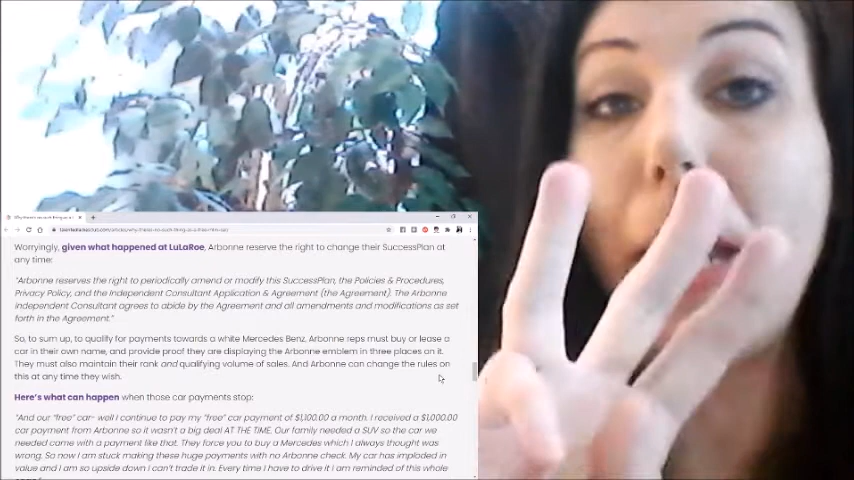 Worryingly, given what happened at LuLaRoe, Arbonne reserve the right to change their SuccessPlan at
any time:
"Arbonne reserves the right to periodically amend or modify this SuccessPlan, the Policies & Procedures,
Privacy Policy, and the Independent Consultant Application & Agreement (the Agreement). The Arbonne
Independent Consultant agrees to abide by the Agreement and all amendments and modifications as set
forth in the Agreement."
So, to sum up, to qualify for payments towards a white Mercedes Benz, Arbonne reps must buy or lease a
car in their own name, and provide proof they are displaying the Arbonne emblem in three places on it.
They must also maintain their rank and qualifying volume of sales. And Arbonne can change the rules on
this at any time they wish.
Here's what can happen when those car payments stop:
"And our "free" car- well I continue to pay my "free" car payment of $1,100.00 a month. I received a $1,000.00
car payment from Arbonne so it wasn't a big deal AT THE TIME. Our family needed a SUV so the car we
needed came with a payment like that. They force you to buy a Mercedes which I always thought was
wrong. So now I am stuck making these huge payments with no Arbonne check. My car has imploded in
value and I am so upside down I can't trade it in. Every time I have to drive it I am reminded of this whole